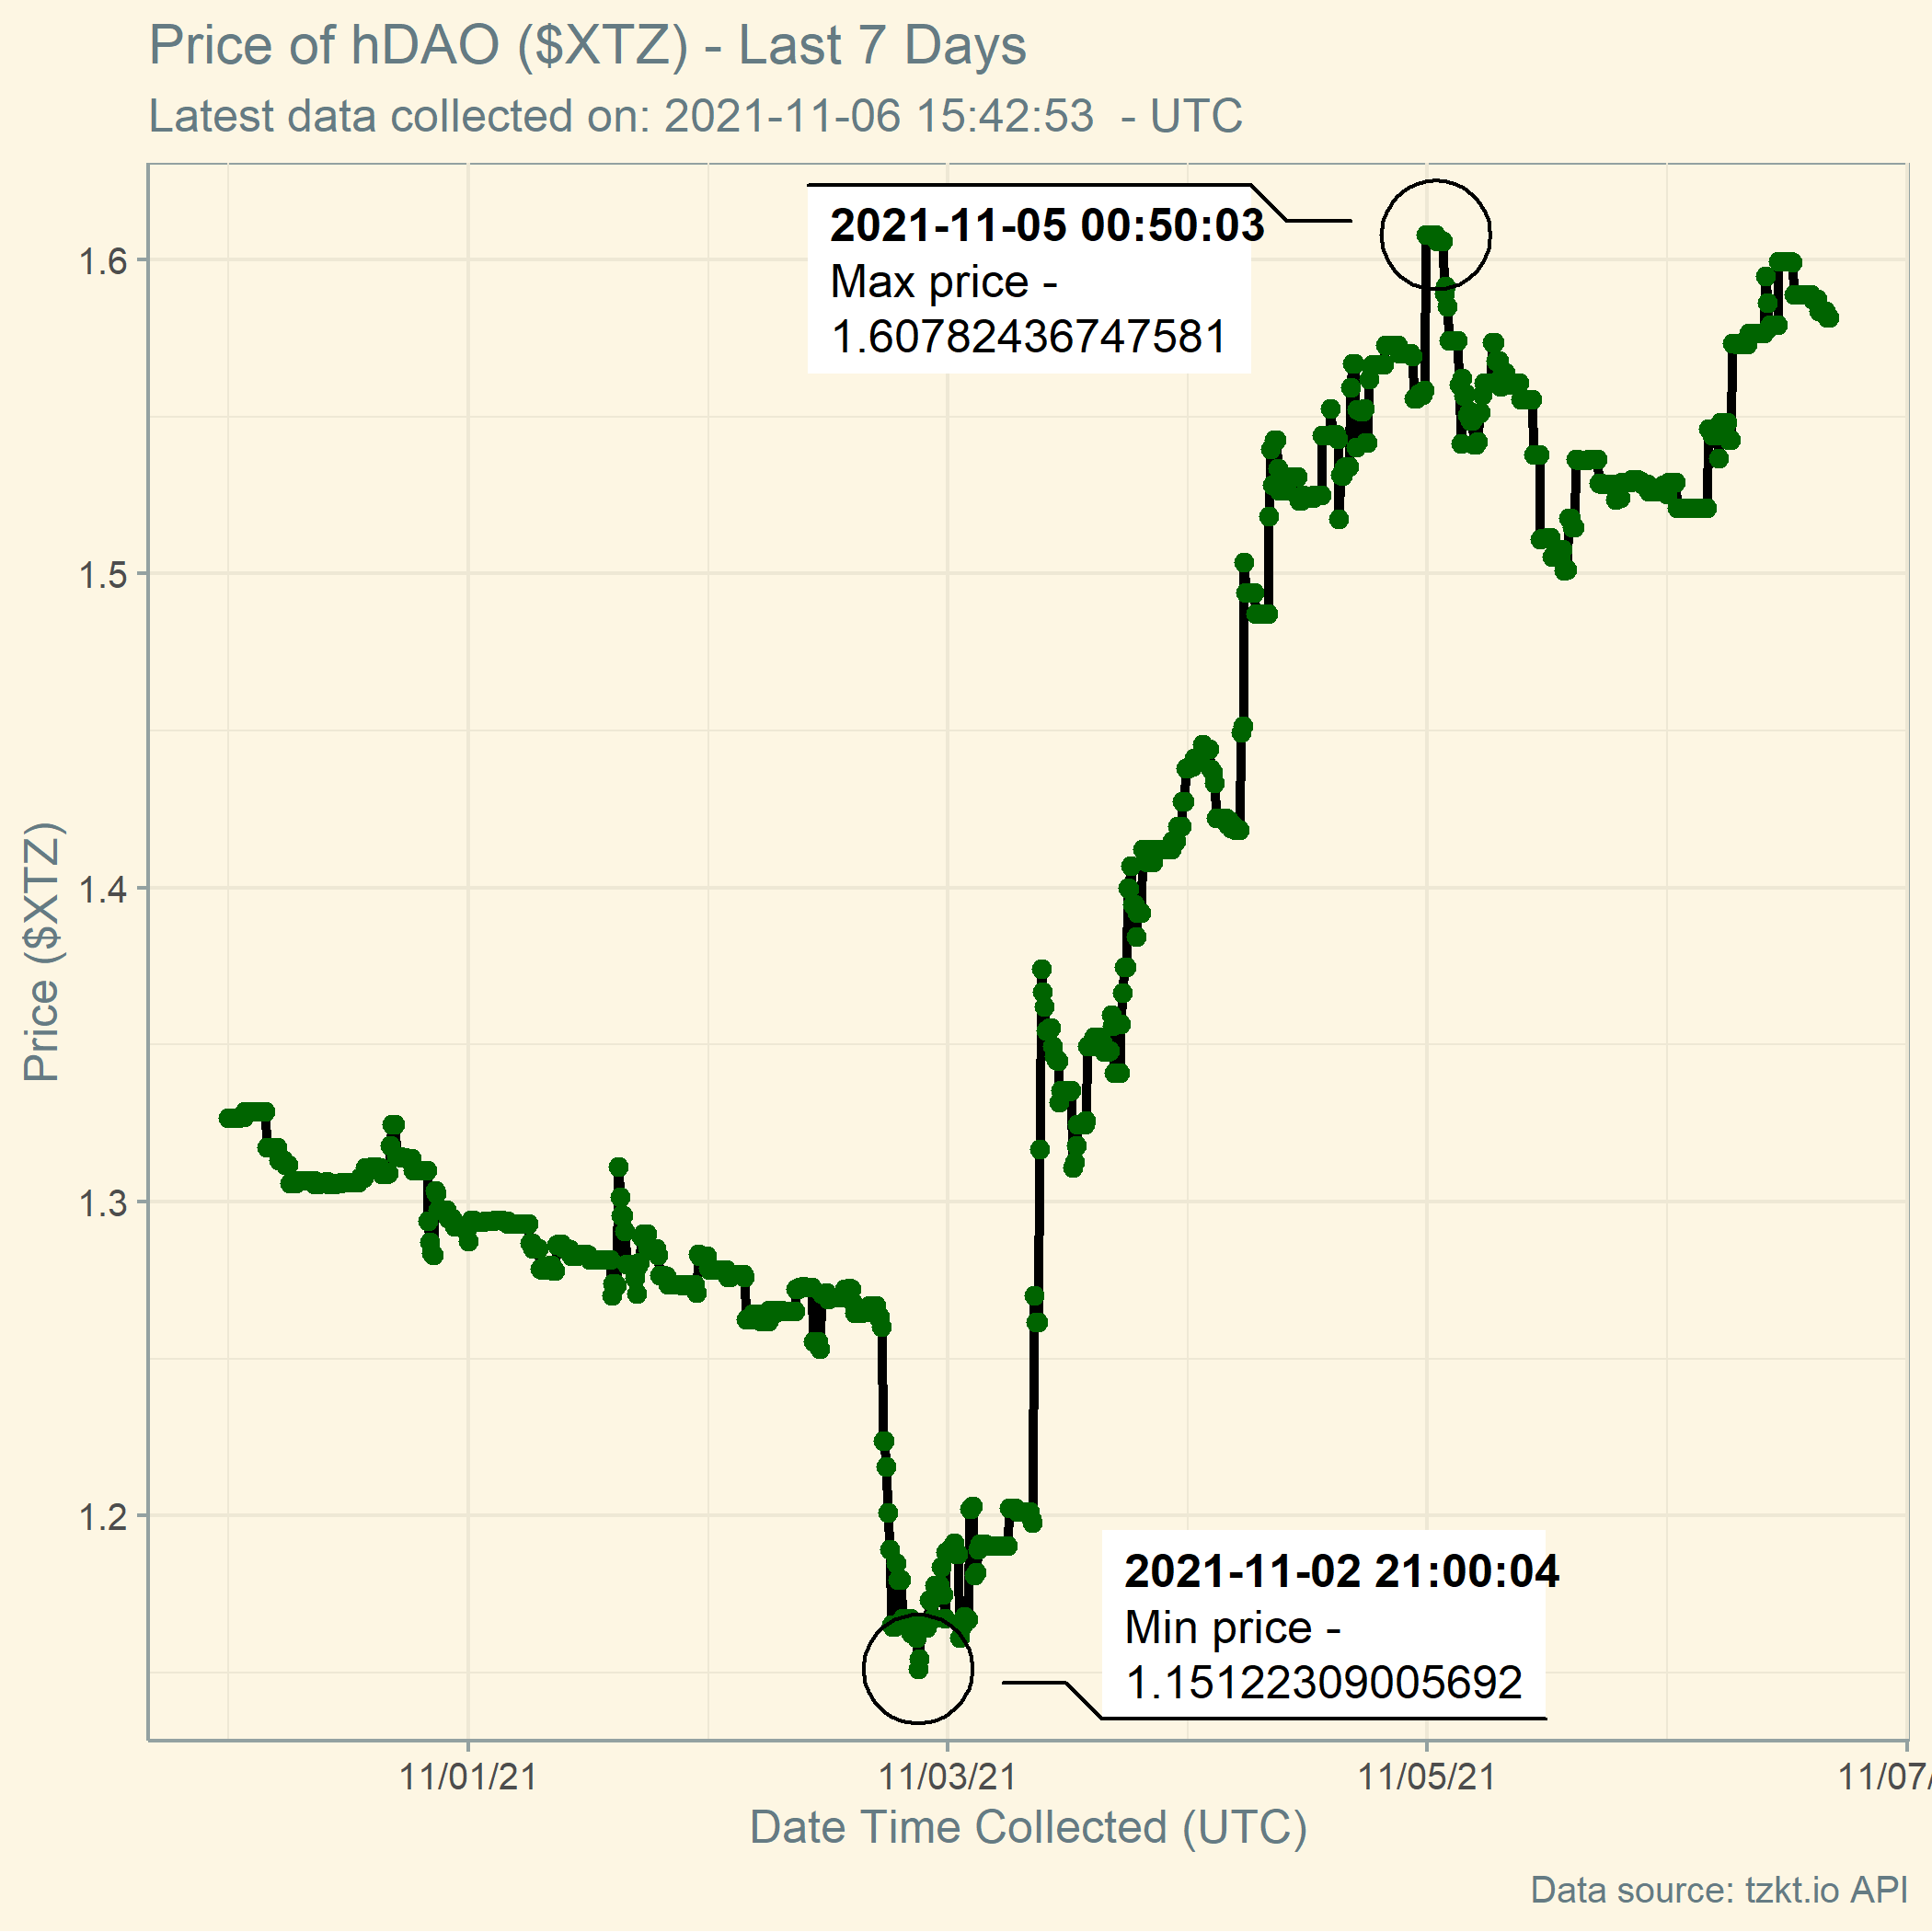 Price of hDAO ($XTZ) - Last 7 Days
Latest data collected on: 2021-11-06 15:42:53  - UTC
2021-11-05 00:50:03
Max price -
1.60782436747581
1.6
1.5
1.4
1.3
1.2
Price ($XTZ)
2021-11-02 21:00:04
Min price -
1.15122309005692
11/01/21
11/03/21
11/05/21
11/07/
Date Time Collected (UTC)
Data source: tzkt.io API